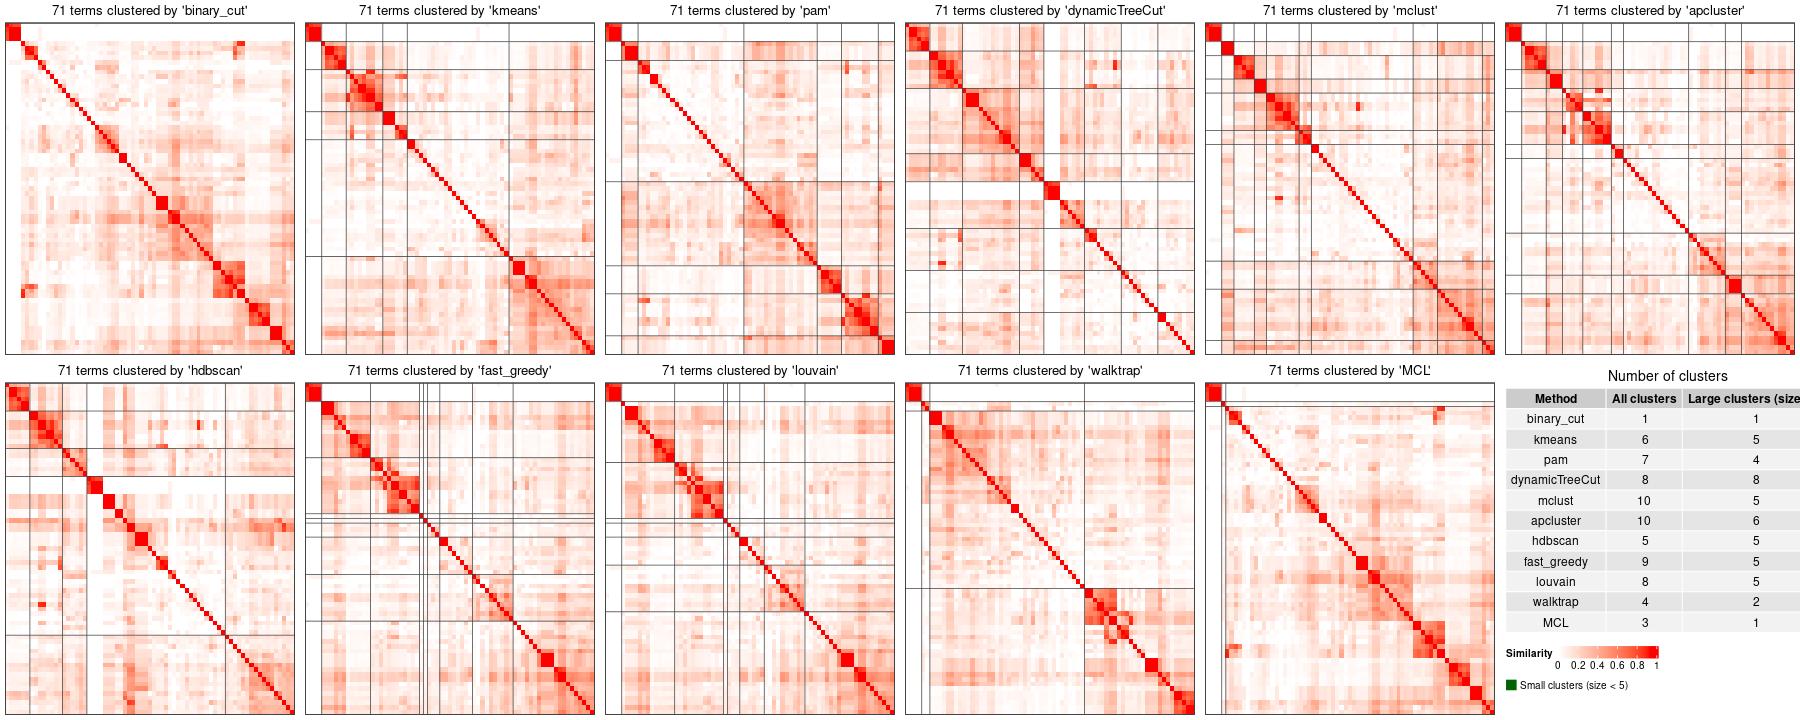 71 terms clustered by 'binary_cut'
71 terms clustered by 'kmeans'
71 terms clustered by 'pam'
71 terms clustered by 'dynamicTreeCut'
71 terms clustered by 'mclust'
71 terms clustered by 'apcluster'
71 terms clustered by 'hdbscan'
71 terms clustered by 'fast_greedy'
71 terms clustered by 'louvain'
71 terms clustered by 'walktrap'
71 terms clustered by 'MCL'
Number of clusters
Method All clusters Large clusters (size
binary_cut 1 1
kmeans 6 5
pam 7 4
dynamicTreeCut 8 8
mclust 10 5
apcluster 10 6
hdbscan 5 5
fast_greedy 9 5
louvain 8 5
walktrap 4 2
MCL 3 1
Similarity
0 0.2 0.4 0.6 0.8 1
Small clusters (size < 5)